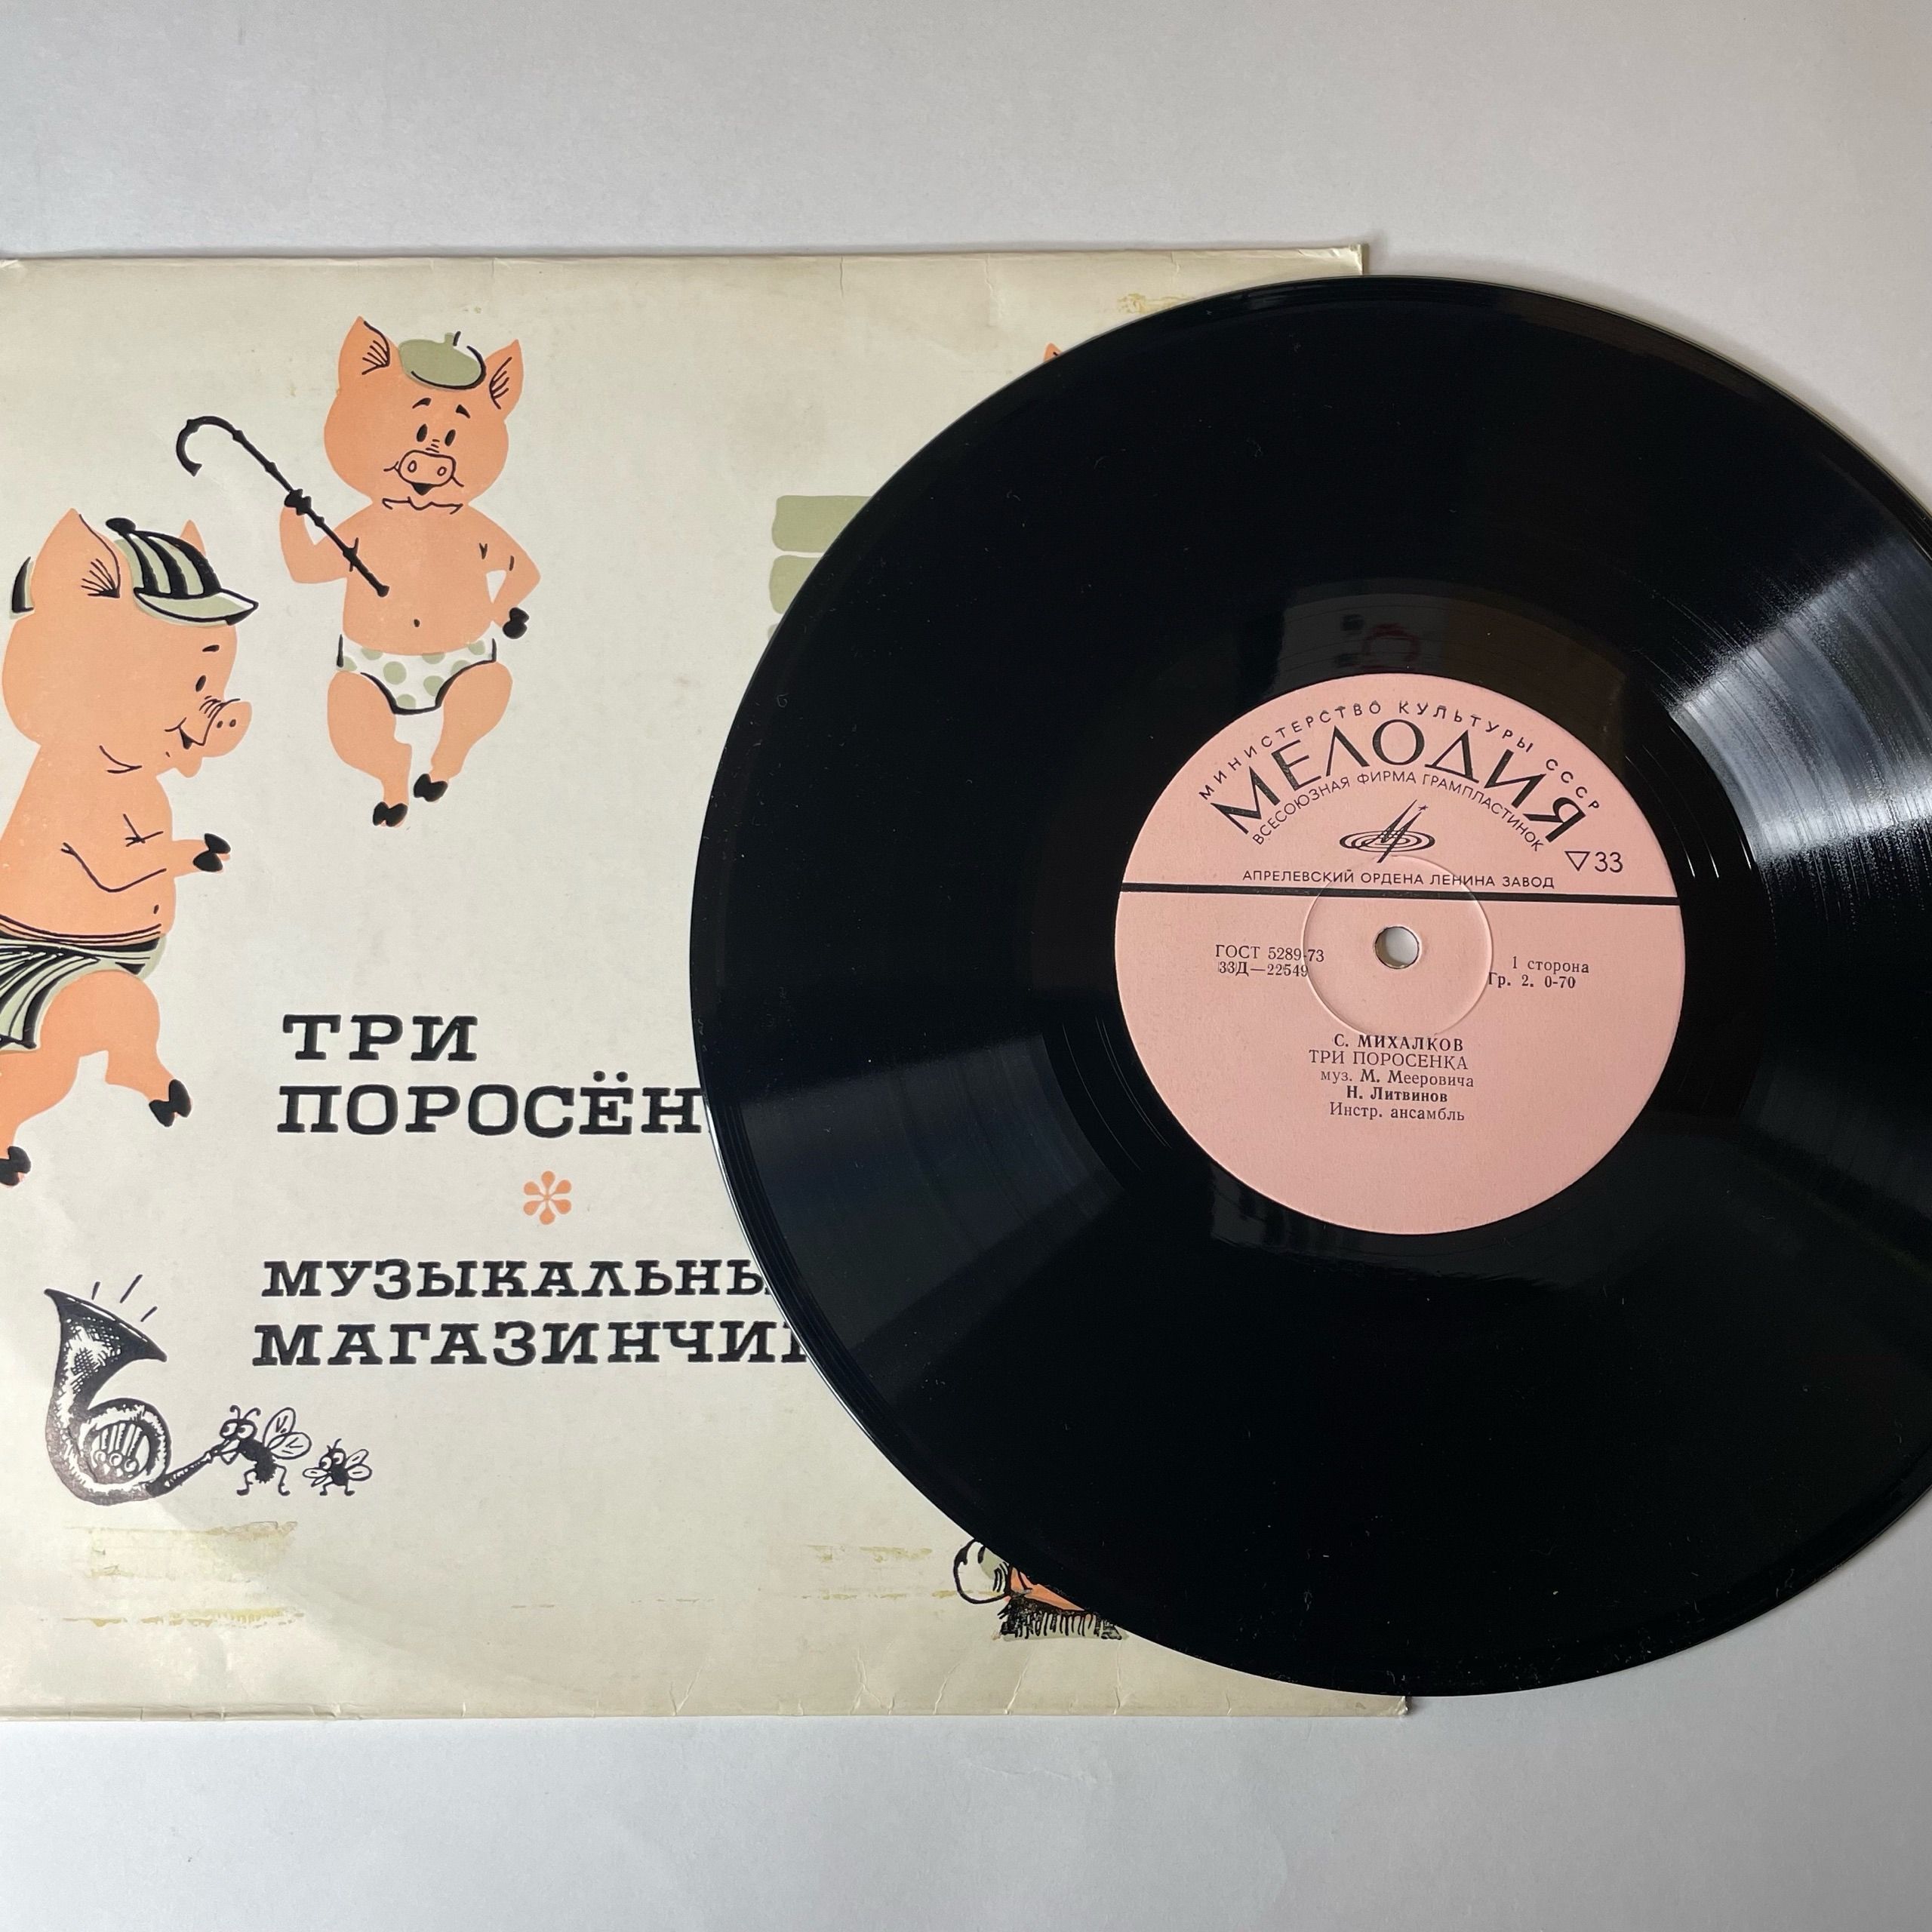 ТРИ
ПОРОСЁН
МУЗЫКАЛЬНЫ
МАГАЗИНЧИК
МИНИСТЕРСТВО КУЛЬТУРЫ СССР
МЕЛОДИЯ
ВСЕСОЮЗНАЯ ФИРМА ГРАМПЛАСТИНОК
▽33
АПРЕЛЕВСКИЙ ОРДЕНА ЛЕНИНА ЗАВОД
ГОСТ 5289-73
33Д—22549
1 сторона
Гр. 2. 0-70
С. МИХАЛКОВ
ТРИ ПОРОСЕНКА
муз. М. Мееровича
Н. Литвинов
Инстр. ансамбль